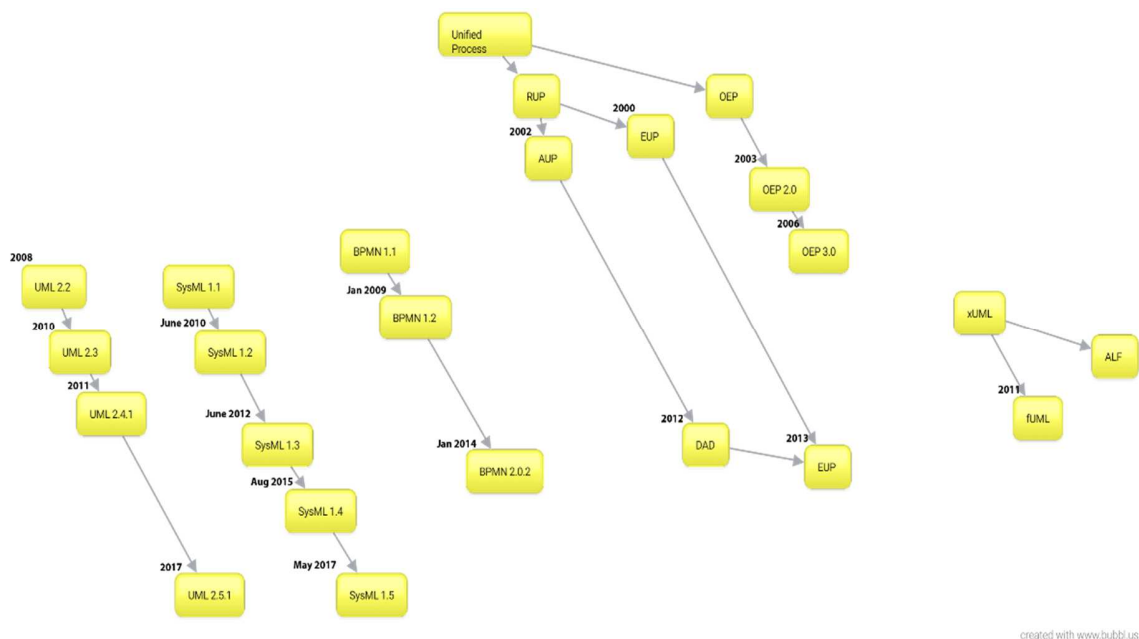 Unified
Process
RUP
OEP
2000
EUP
2002
AUP
2003
OEP 2.0
2006
OEP 3.0
2008
UML 2.2
2010
UML 2.3
2011
UML 2.4.1
2017
UML 2.5.1
SysML 1.1
June 2010
SysML 1.2
June 2012
SysML 1.3
Aug 2015
SysML 1.4
May 2017
SysML 1.5
BPMN 1.1
Jan 2009
BPMN 1.2
Jan 2014
BPMN 2.0.2
2012
DAD
2013
EUP
xUML
ALF
2011
fUML
created with www.bubbl.us